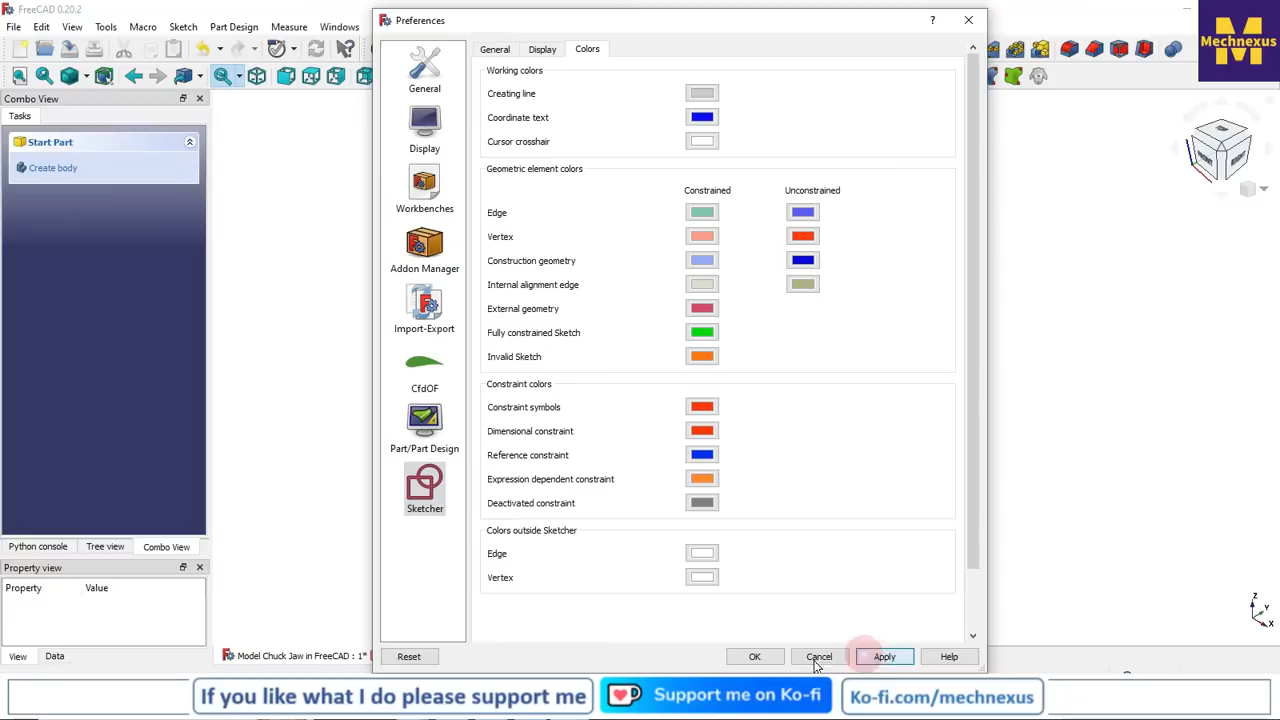 FreeCAD 0.20.2
Preferences
?
Mechnexus
File Edit View Tools Macro Sketch Part Design Measure Windows
General Display Colors
General
Display
Workbenches
Addon Manager
Import-Export
CfdOF
Part/Part Design
Sketcher
Combo View
Tasks
Start Part
Create body
Working colors
Creating line
Coordinate text
Cursor crosshair
Geometric element colors
Constrained Unconstrained
Edge
Vertex
Construction geometry
Internal alignment edge
External geometry
Fully constrained Sketch
Invalid Sketch
Constraint colors
Constraint symbols
Dimensional constraint
Reference constraint
Expression dependent constraint
Deactivated constraint
Colors outside Sketcher
Edge
Vertex
FRONT
Python console Tree view Combo View
Property view
Property Value
View Data
Model Chuck Jaw in FreeCAD : 1*
Reset OK Cancel Apply Help
Z
Y
X
If you like what I do please support me
Support me on Ko-fi
Ko-fi.com/mechnexus